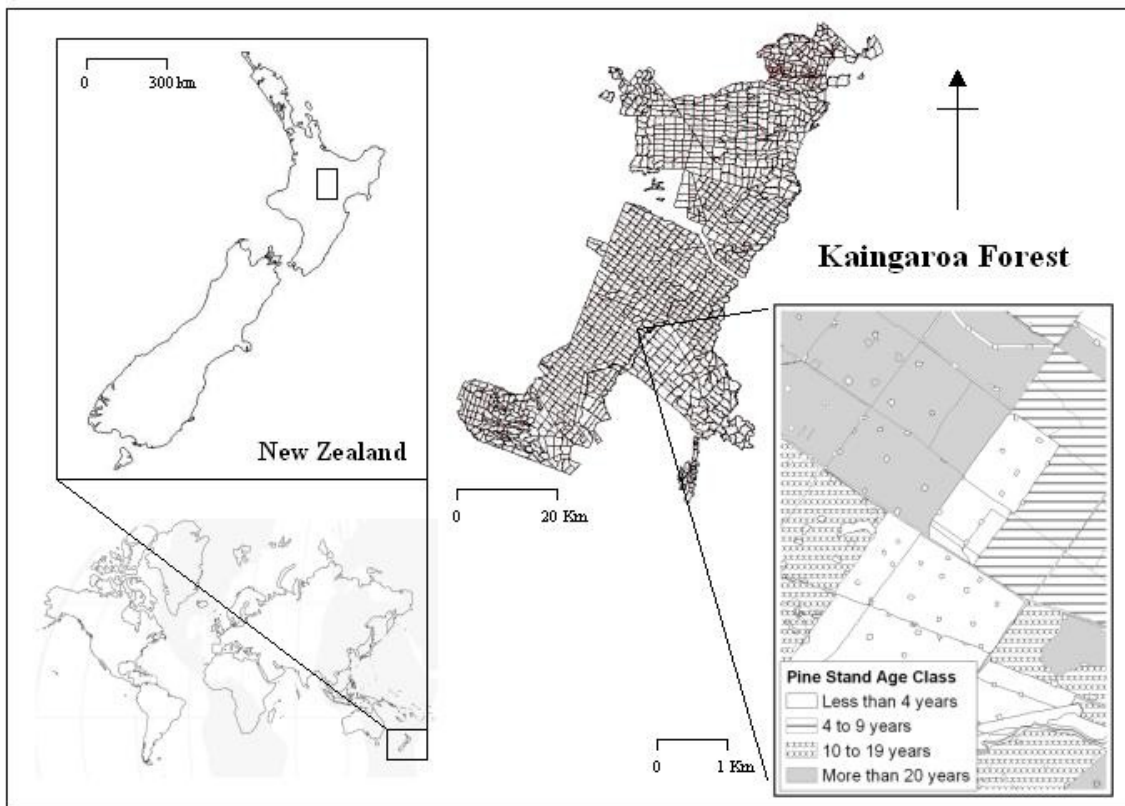 0 300 km
New Zealand
Kaingaroa Forest
0 20 Km
0 1 Km
Pine Stand Age Class
Less than 4 years
4 to 9 years
10 to 19 years
More than 20 years